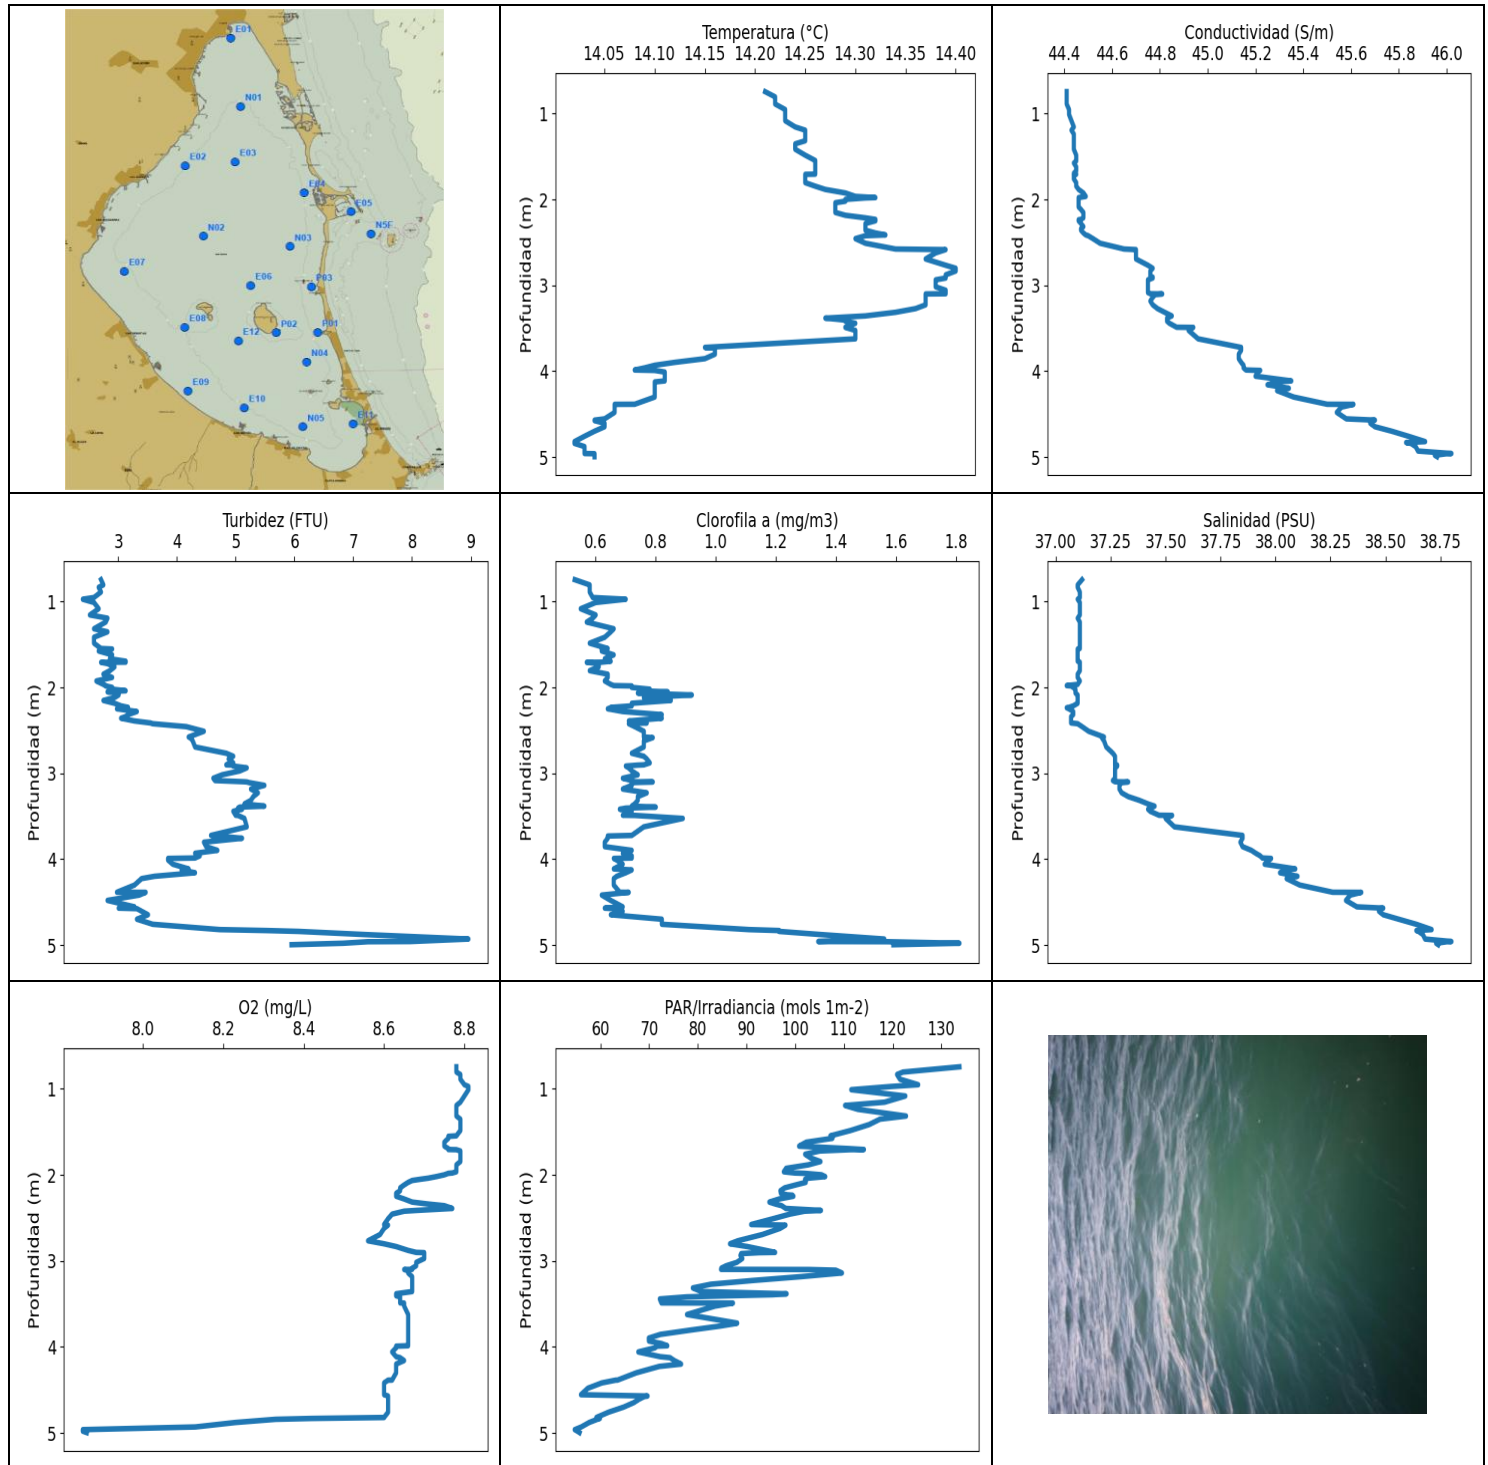 E01
N01
E02
E03
E04
E05
N5E
N02
N03
E07
E06
P03
E08
E12
P02
P01
N04
E09
E10
N05
E11
Temperatura (°C)
14.05 14.10 14.15 14.20 14.25 14.30 14.35 14.40
Profundidad (m)
1
2
3
4
5
Conductividad (S/m)
44.4 44.6 44.8 45.0 45.2 45.4 45.6 45.8 46.0
Profundidad (m)
1
2
3
4
5
Turbidez (FTU)
3 4 5 6 7 8 9
Profundidad (m)
1
2
3
4
5
Clorofila a (mg/m3)
0.6 0.8 1.0 1.2 1.4 1.6 1.8
Profundidad (m)
1
2
3
4
5
Salinidad (PSU)
37.00 37.25 37.50 37.75 38.00 38.25 38.50 38.75
Profundidad (m)
1
2
3
4
5
O2 (mg/L)
8.0 8.2 8.4 8.6 8.8
Profundidad (m)
1
2
3
4
5
PAR/Irradiancia (mols 1m-2)
60 70 80 90 100 110 120 130
Profundidad (m)
1
2
3
4
5